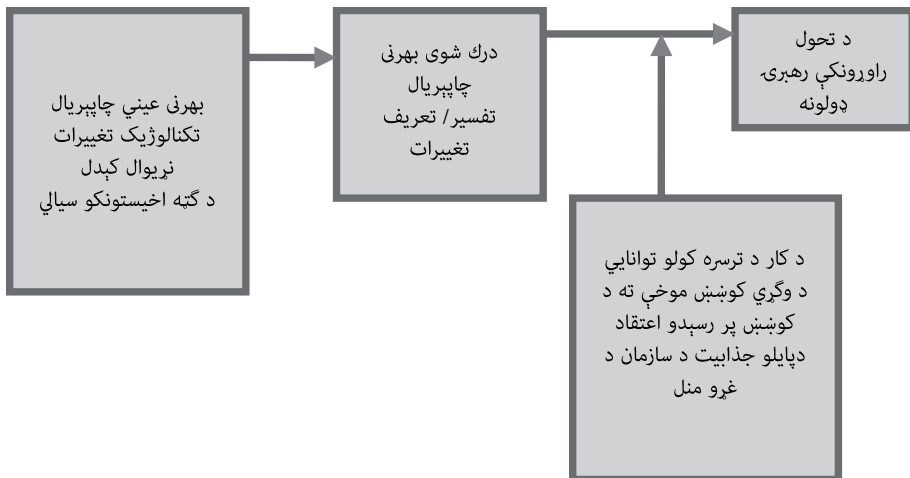 بهرنی عیني چاپېریال
تکنالوژیک تغییرات
نړیوال کېدل
د ګټه اخیستونکو سیالي
درك شوی بهرنی
چاپېریال
تفسیر/ تعریف
تغییرات
د تحول
راوړونکې رهبرۍ
ډولونه
د کار د ترسره کولو توانایي
د وګړي کوښښ موخې ته د
کوښښ پر رسېدو اعتقاد
دپایلو جذابیت د سازمان د
غړو منل